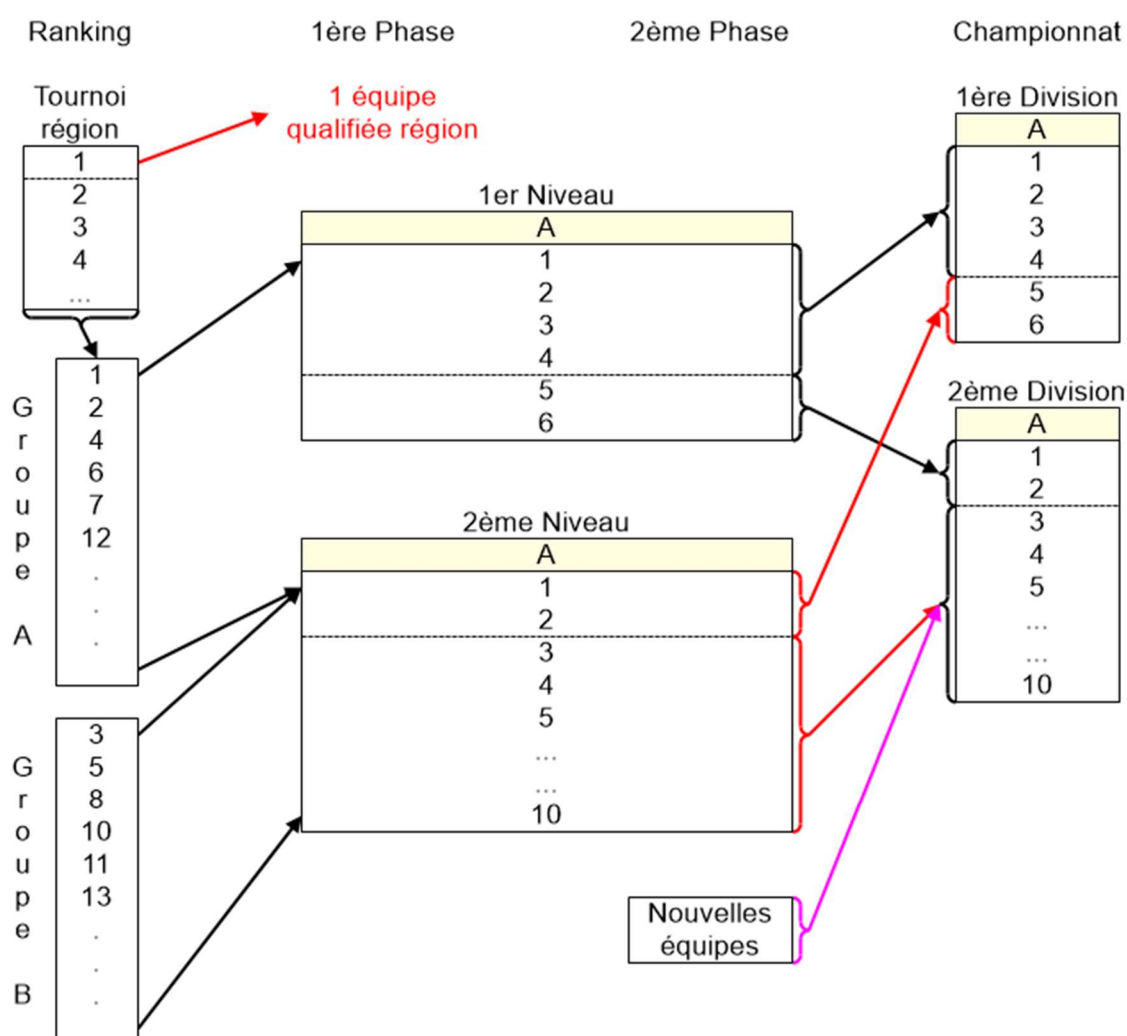 Ranking
1ère Phase
2ème Phase
Championnat
Tournoi
région
1
2
3
4
...
1 équipe
qualifiée région
1er Niveau
A
1
2
3
4
5
6
1ère Division
A
1
2
3
4
5
6
Groupe A
1
2
4
6
7
12
.
.
.
2ème Niveau
A
1
2
3
4
5
...
...
10
2ème Division
A
1
2
3
4
5
...
...
10
Groupe B
3
5
8
10
11
13
.
.
.
Nouvelles
équipes